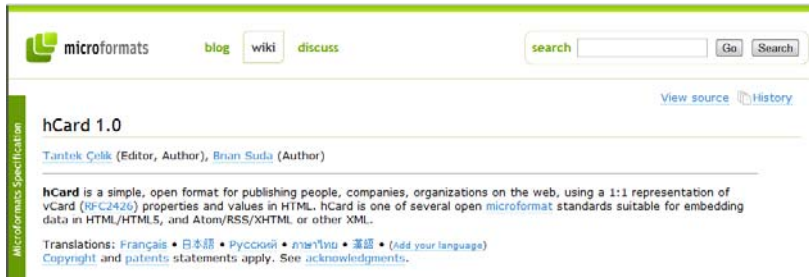 microformats blog wiki discuss search Go Search
View source History
Microformats Specification
hCard 1.0
Tantek Çelik (Editor, Author), Brian Suda (Author)
hCard is a simple, open format for publishing people, companies, organizations on the web, using a 1:1 representation of
vCard (RFC2426) properties and values in HTML. hCard is one of several open microformat standards suitable for embedding
data in HTML/HTML5, and Atom/RSS/XHTML or other XML.
Translations: Français • 日本語 • Русский • ภาษาไทย • 漢語 • (Add your language)
Copyright and patents statements apply. See acknowledgments.